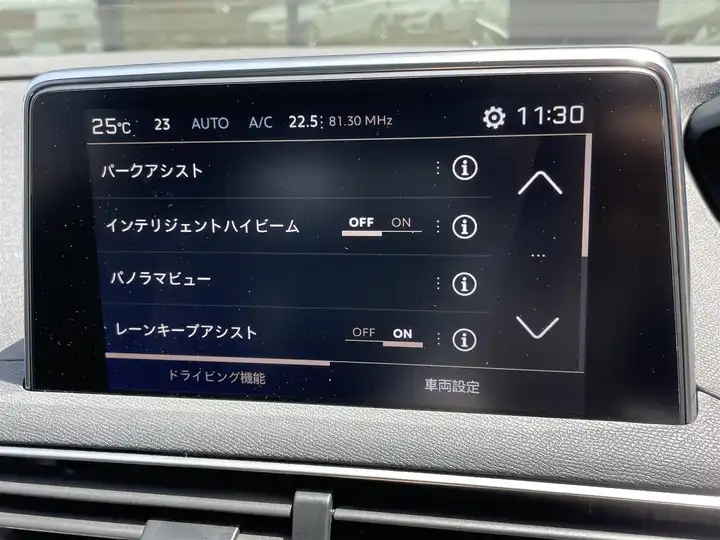 25℃ 23 AUTO A/C 22.5 81.30 MHz 11:30
パークアシスト
インテリジェントハイビーム OFF ON
パノラマビュー
レーンキープアシスト OFF ON
ドライビング機能 車両設定